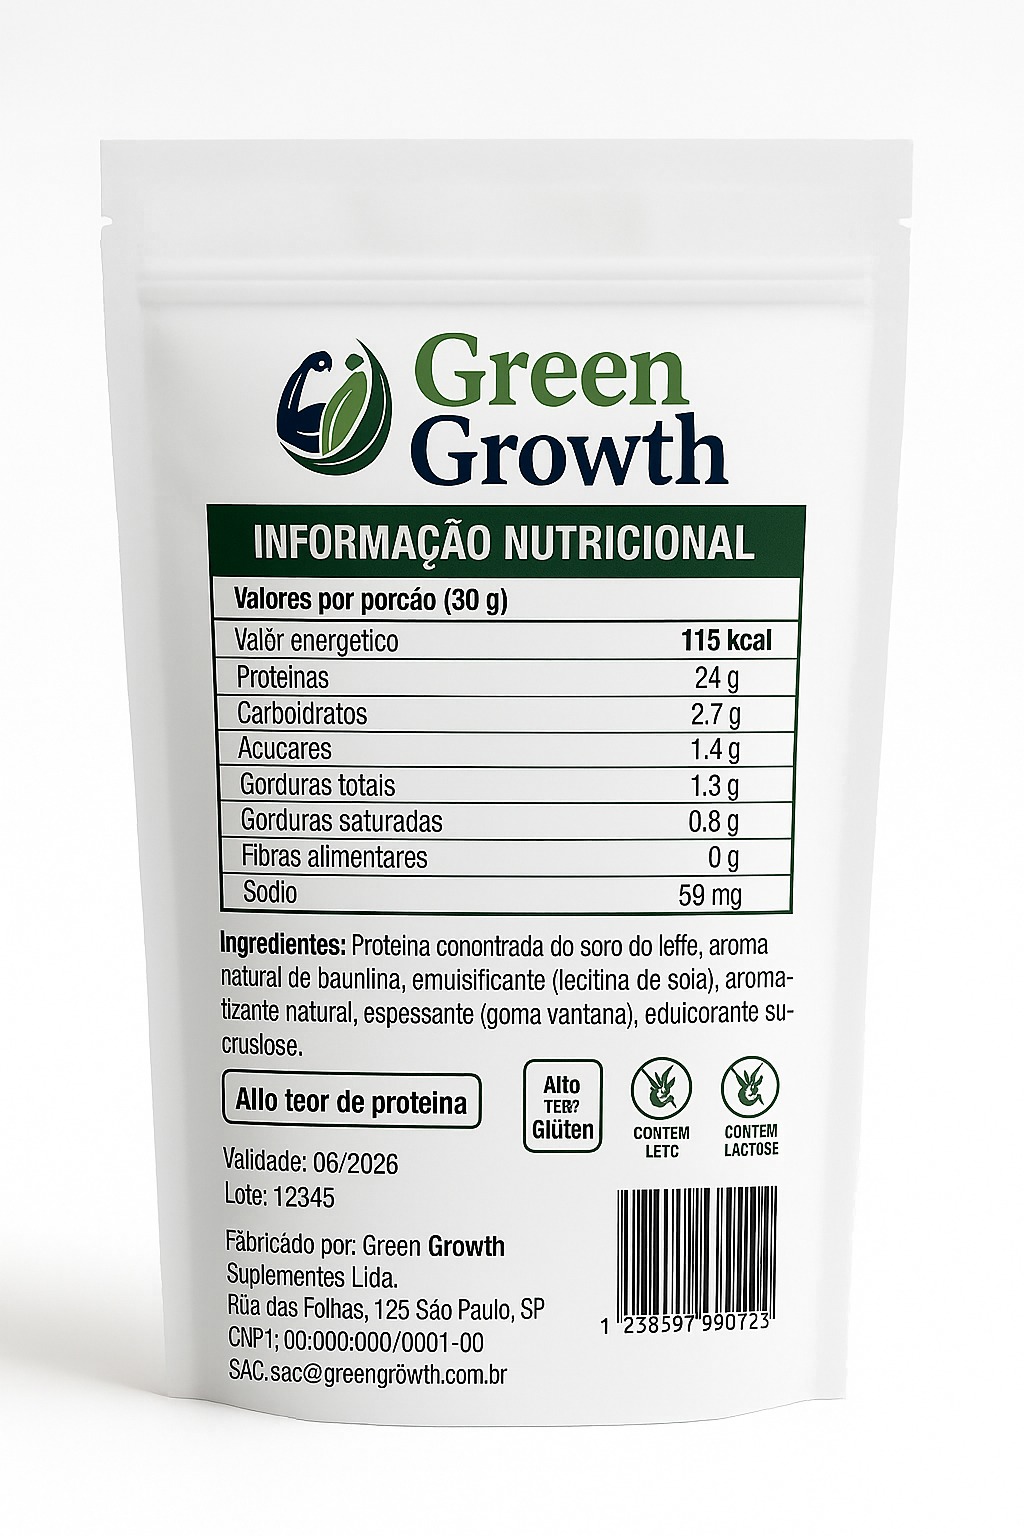 Green
Growth
INFORMAÇÃO NUTRICIONAL
Valores por porcáo (30 g)
Valǒr energetico 115 kcal
Proteinas 24 g
Carboidratos 2.7 g
Acucares 1.4 g
Gorduras totais 1.3 g
Gorduras saturadas 0.8 g
Fibras alimentares 0 g
Sodio 59 mg
Ingredientes: Proteina conontrada do soro do leffe, aroma
natural de baunlina, emuisificante (lecitina de soia), aroma-
tizante natural, espessante (goma vantana), eduicorante su-
cruslose.
Allo teor de proteina
Alto
TER?
Glüten
CONTEM
LETC
CONTEM
LACTOSE
Validade: 06/2026
Lote: 12345
Făbricádo por: Green Growth
Suplementes Lida.
Rüa das Folhas, 125 Sáo Paulo, SP
CNP1; 00:000:000/0001-00
SAC.sac@greengröwth.com.br
1 238597 990723